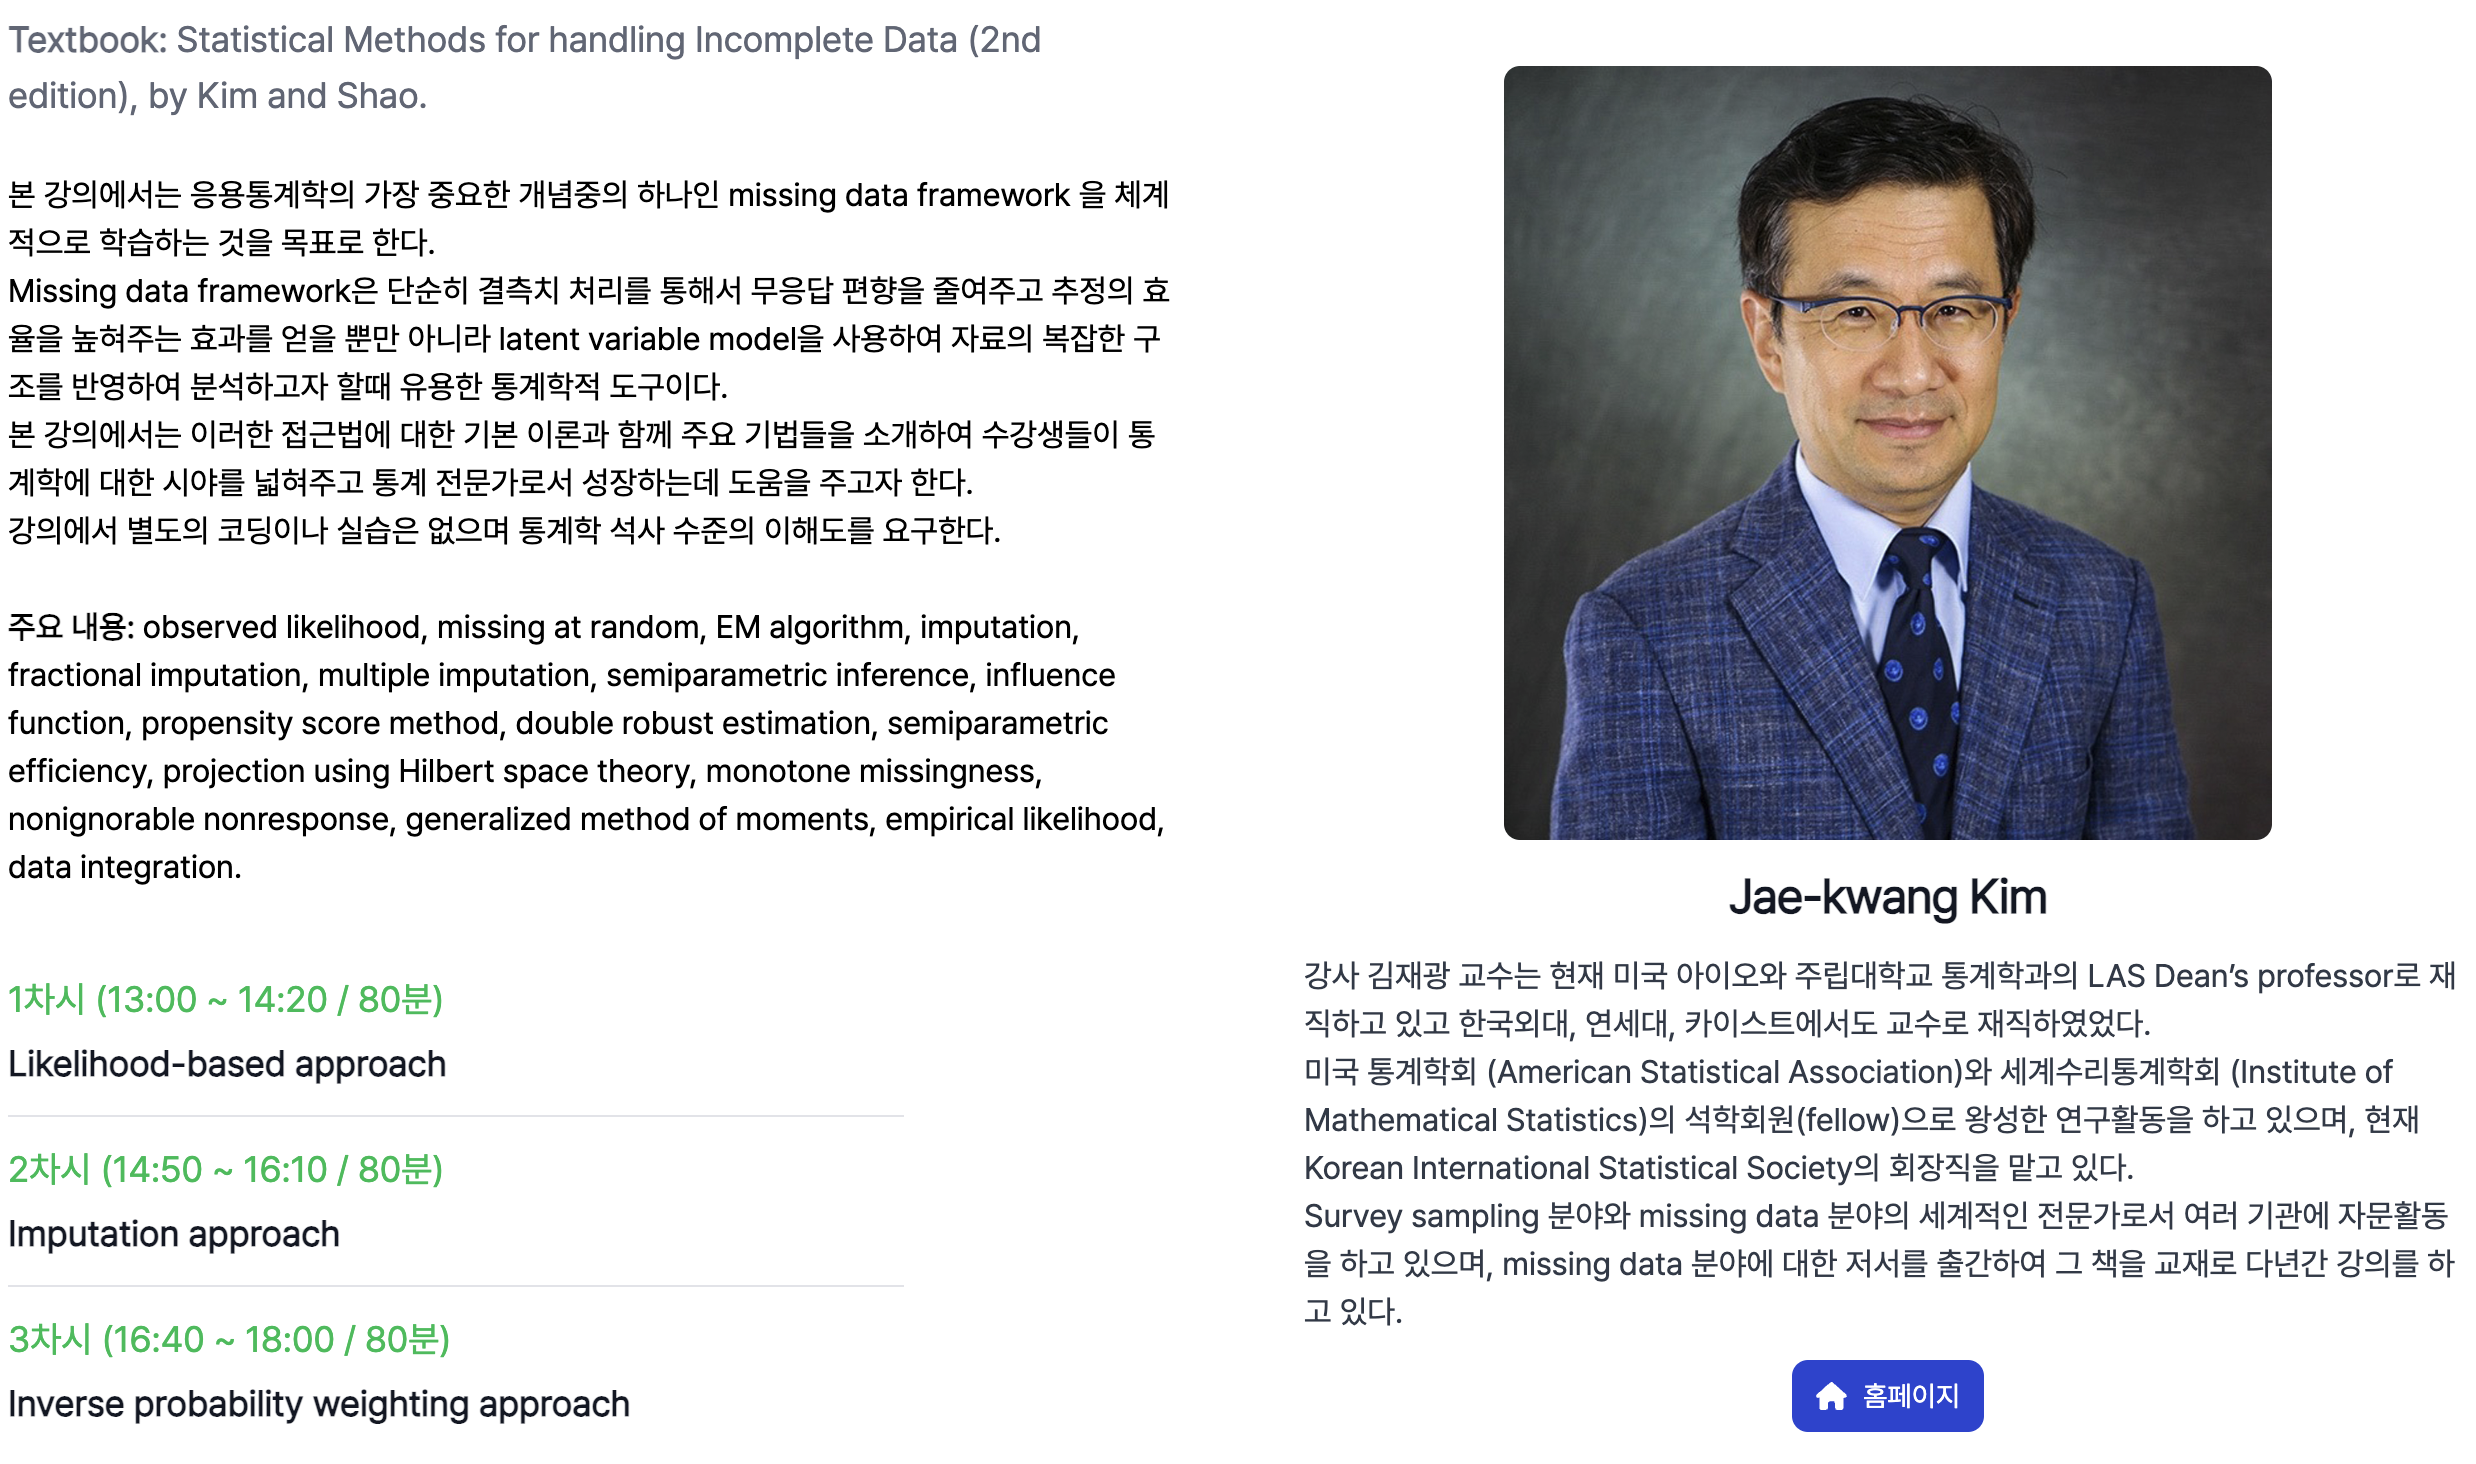 Textbook: Statistical Methods for handling Incomplete Data (2nd
edition), by Kim and Shao.
본 강의에서는 응용통계학의 가장 중요한 개념중의 하나인 missing data framework 을 체계
적으로 학습하는 것을 목표로 한다.
Missing data framework은 단순히 결측치 처리를 통해서 무응답 편향을 줄여주고 추정의 효
율을 높혀주는 효과를 얻을 뿐만 아니라 latent variable model을 사용하여 자료의 복잡한 구
조를 반영하여 분석하고자 할때 유용한 통계학적 도구이다.
본 강의에서는 이러한 접근법에 대한 기본 이론과 함께 주요 기법들을 소개하여 수강생들이 통
계학에 대한 시야를 넓혀주고 통계 전문가로서 성장하는데 도움을 주고자 한다.
강의에서 별도의 코딩이나 실습은 없으며 통계학 석사 수준의 이해도를 요구한다.
주요 내용: observed likelihood, missing at random, EM algorithm, imputation,
fractional imputation, multiple imputation, semiparametric inference, influence
function, propensity score method, double robust estimation, semiparametric
efficiency, projection using Hilbert space theory, monotone missingness,
nonignorable nonresponse, generalized method of moments, empirical likelihood,
data integration.
1차시 (13:00 ~ 14:20 / 80분)
Likelihood-based approach
2차시 (14:50 ~ 16:10 / 80분)
Imputation approach
3차시 (16:40 ~ 18:00 / 80분)
Inverse probability weighting approach
Jae-kwang Kim
강사 김재광 교수는 현재 미국 아이오와 주립대학교 통계학과의 LAS Dean’s professor로 재
직하고 있고 한국외대, 연세대, 카이스트에서도 교수로 재직하였었다.
미국 통계학회 (American Statistical Association)와 세계수리통계학회 (Institute of
Mathematical Statistics)의 석학회원(fellow)으로 왕성한 연구활동을 하고 있으며, 현재
Korean International Statistical Society의 회장직을 맡고 있다.
Survey sampling 분야와 missing data 분야의 세계적인 전문가로서 여러 기관에 자문활동
을 하고 있으며, missing data 분야에 대한 저서를 출간하여 그 책을 교재로 다년간 강의를 하
고 있다.
홈페이지